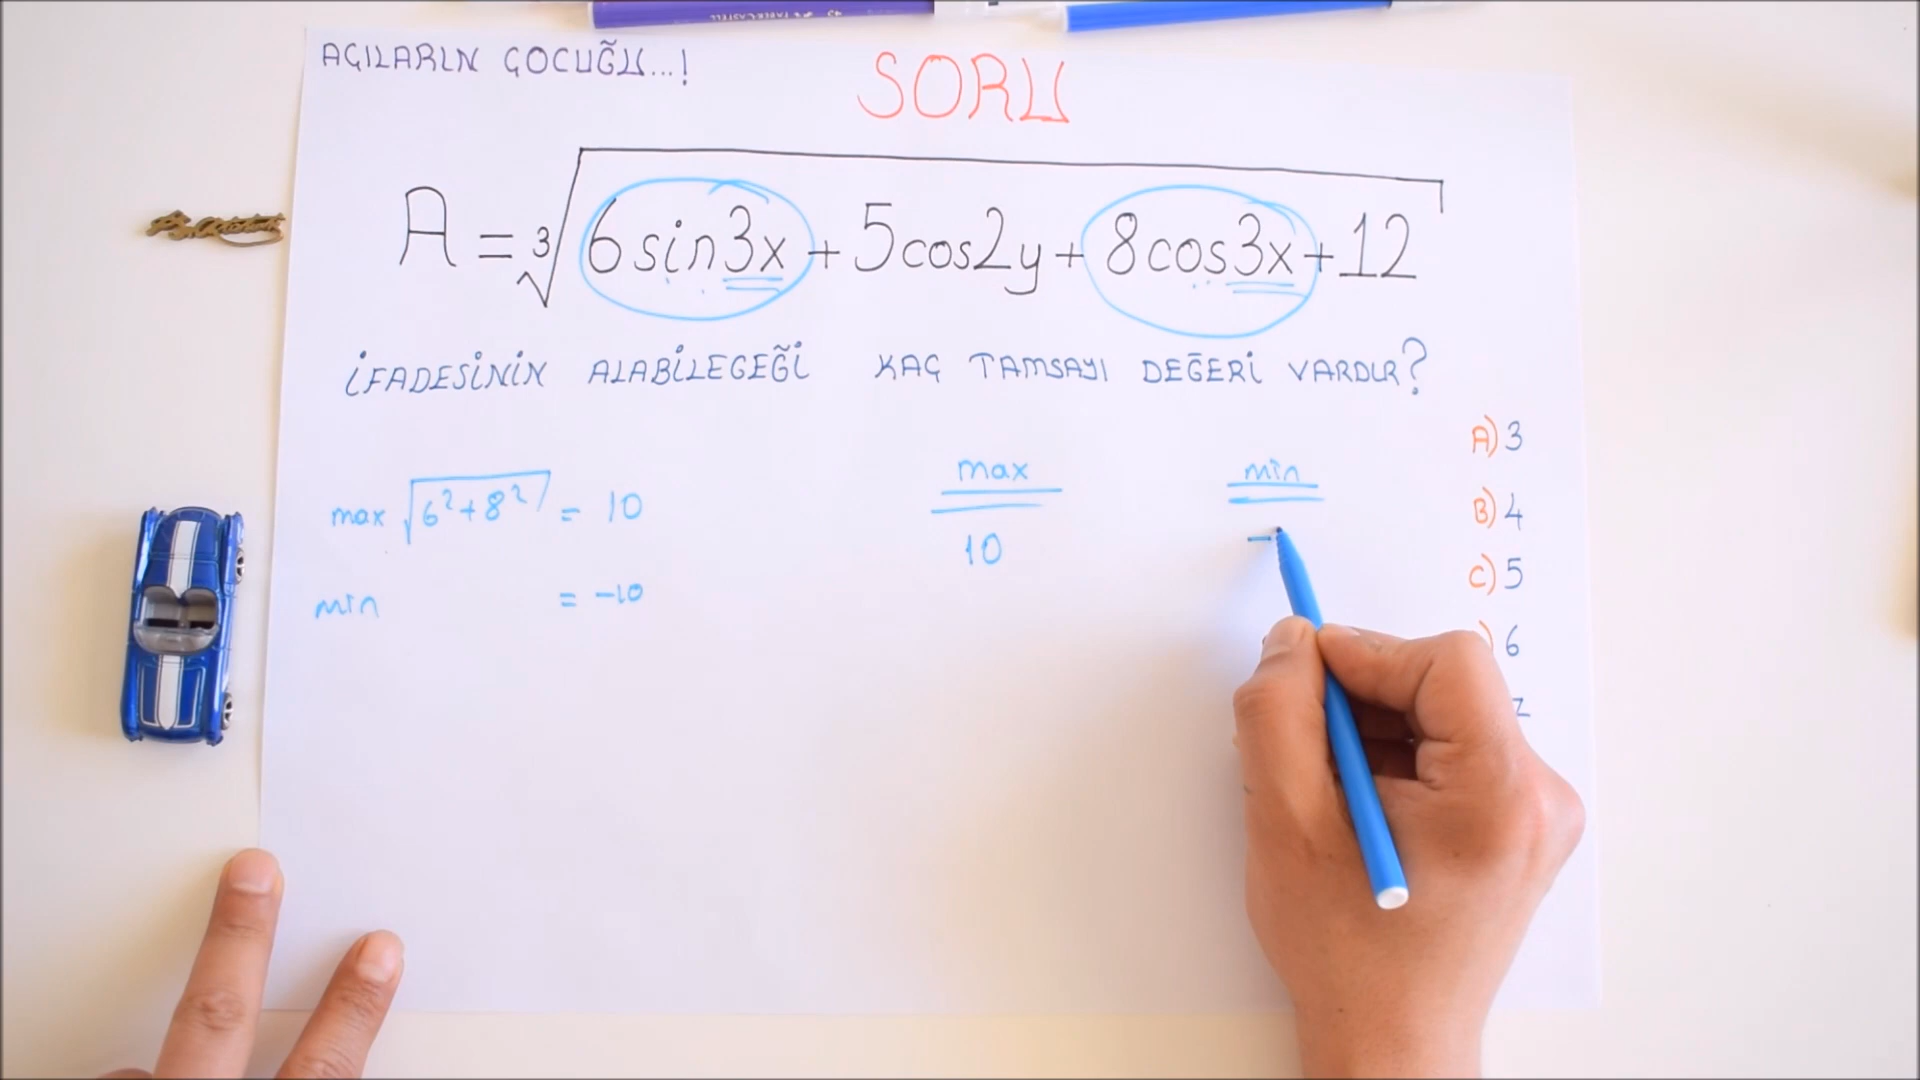 AÇILARIN ÇOCUĞU...!
SORU
A = ∛(6sin3x + 5cos2y + 8cos3x + 12)
İFADESİNİN ALABİLECEĞİ KAÇ TAMSAYI DEĞERİ VARDIR?
A) 3
B) 4
C) 5
) 6
max √(6²+8²) = 10
min = -10
max
10
min
-